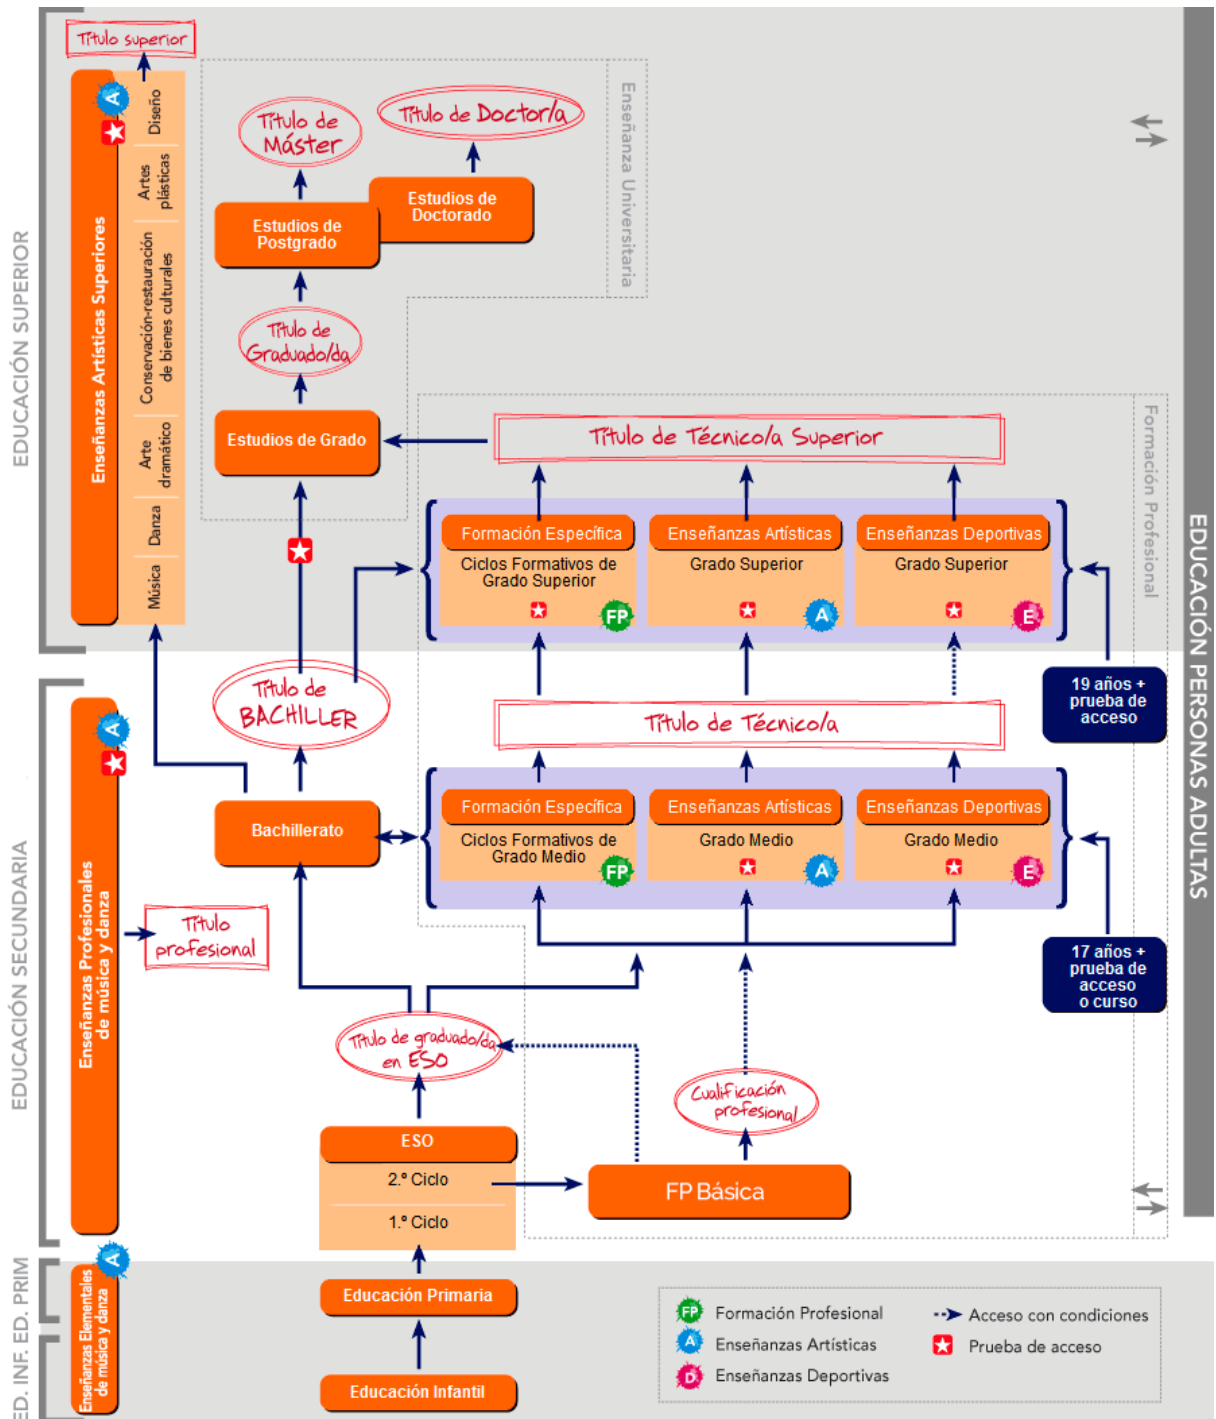 EDUCACIÓN SUPERIOR
Título superior
Enseñanzas Artísticas Superiores
A
Diseño
Artes
plásticas
Conservación-restauración
de bienes culturales
Arte
dramático
Danza
Música
Enseñanza Universitaria
Título de
Máster
Título de Doctor/a
Estudios de
Postgrado
Estudios de
Doctorado
Título de
Graduado/da
Estudios de Grado
Formación Profesional
Título de Técnico/a Superior
Formación Específica
Ciclos Formativos de
Grado Superior
FP
Enseñanzas Artísticas
Grado Superior
A
Enseñanzas Deportivas
Grado Superior
E
19 años +
prueba de
acceso
EDUCACIÓN PERSONAS ADULTAS
EDUCACIÓN SECUNDARIA
Enseñanzas Profesionales
de música y danza
A
Título
profesional
Título de
BACHILLER
Bachillerato
Título de Técnico/a
Formación Específica
Ciclos Formativos de
Grado Medio
FP
Enseñanzas Artísticas
Grado Medio
A
Enseñanzas Deportivas
Grado Medio
E
17 años +
prueba de
acceso
o curso
Título de graduado/da
en ESO
Cualificación
profesional
ESO
2.º Ciclo
1.º Ciclo
FP Básica
ED. PRIM
ED. INF.
Enseñanzas Elementales
de música y danza
A
Educación Primaria
Educación Infantil
FP Formación Profesional
A Enseñanzas Artísticas
D Enseñanzas Deportivas
Acceso con condiciones
Prueba de acceso